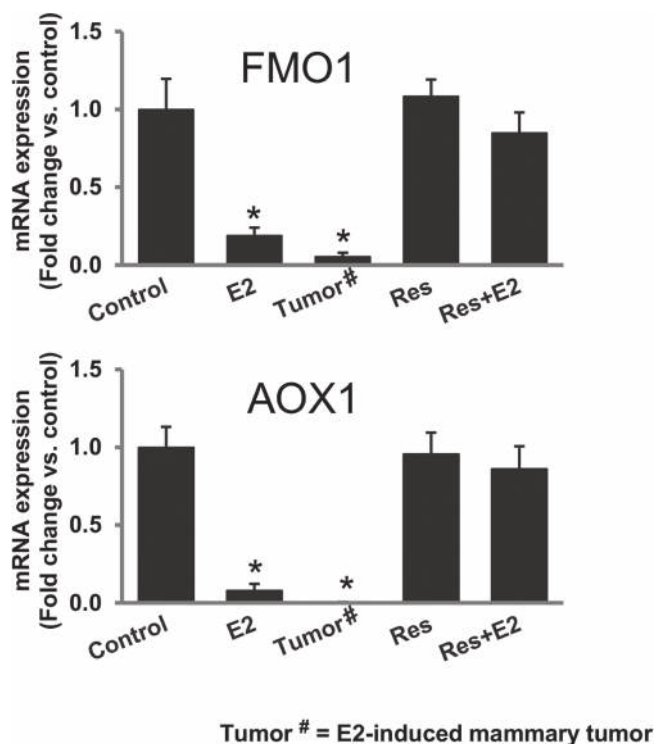 mRNA expression
(Fold change vs. control)
1.5
1.0
0.5
0.0
FMO1
*
*
Control
E2
Tumor#
Res
Res+E2
mRNA expression
(Fold change vs. control)
1.5
1.0
0.5
0.0
AOX1
*
*
Control
E2
Tumor#
Res
Res+E2
Tumor # = E2-induced mammary tumor